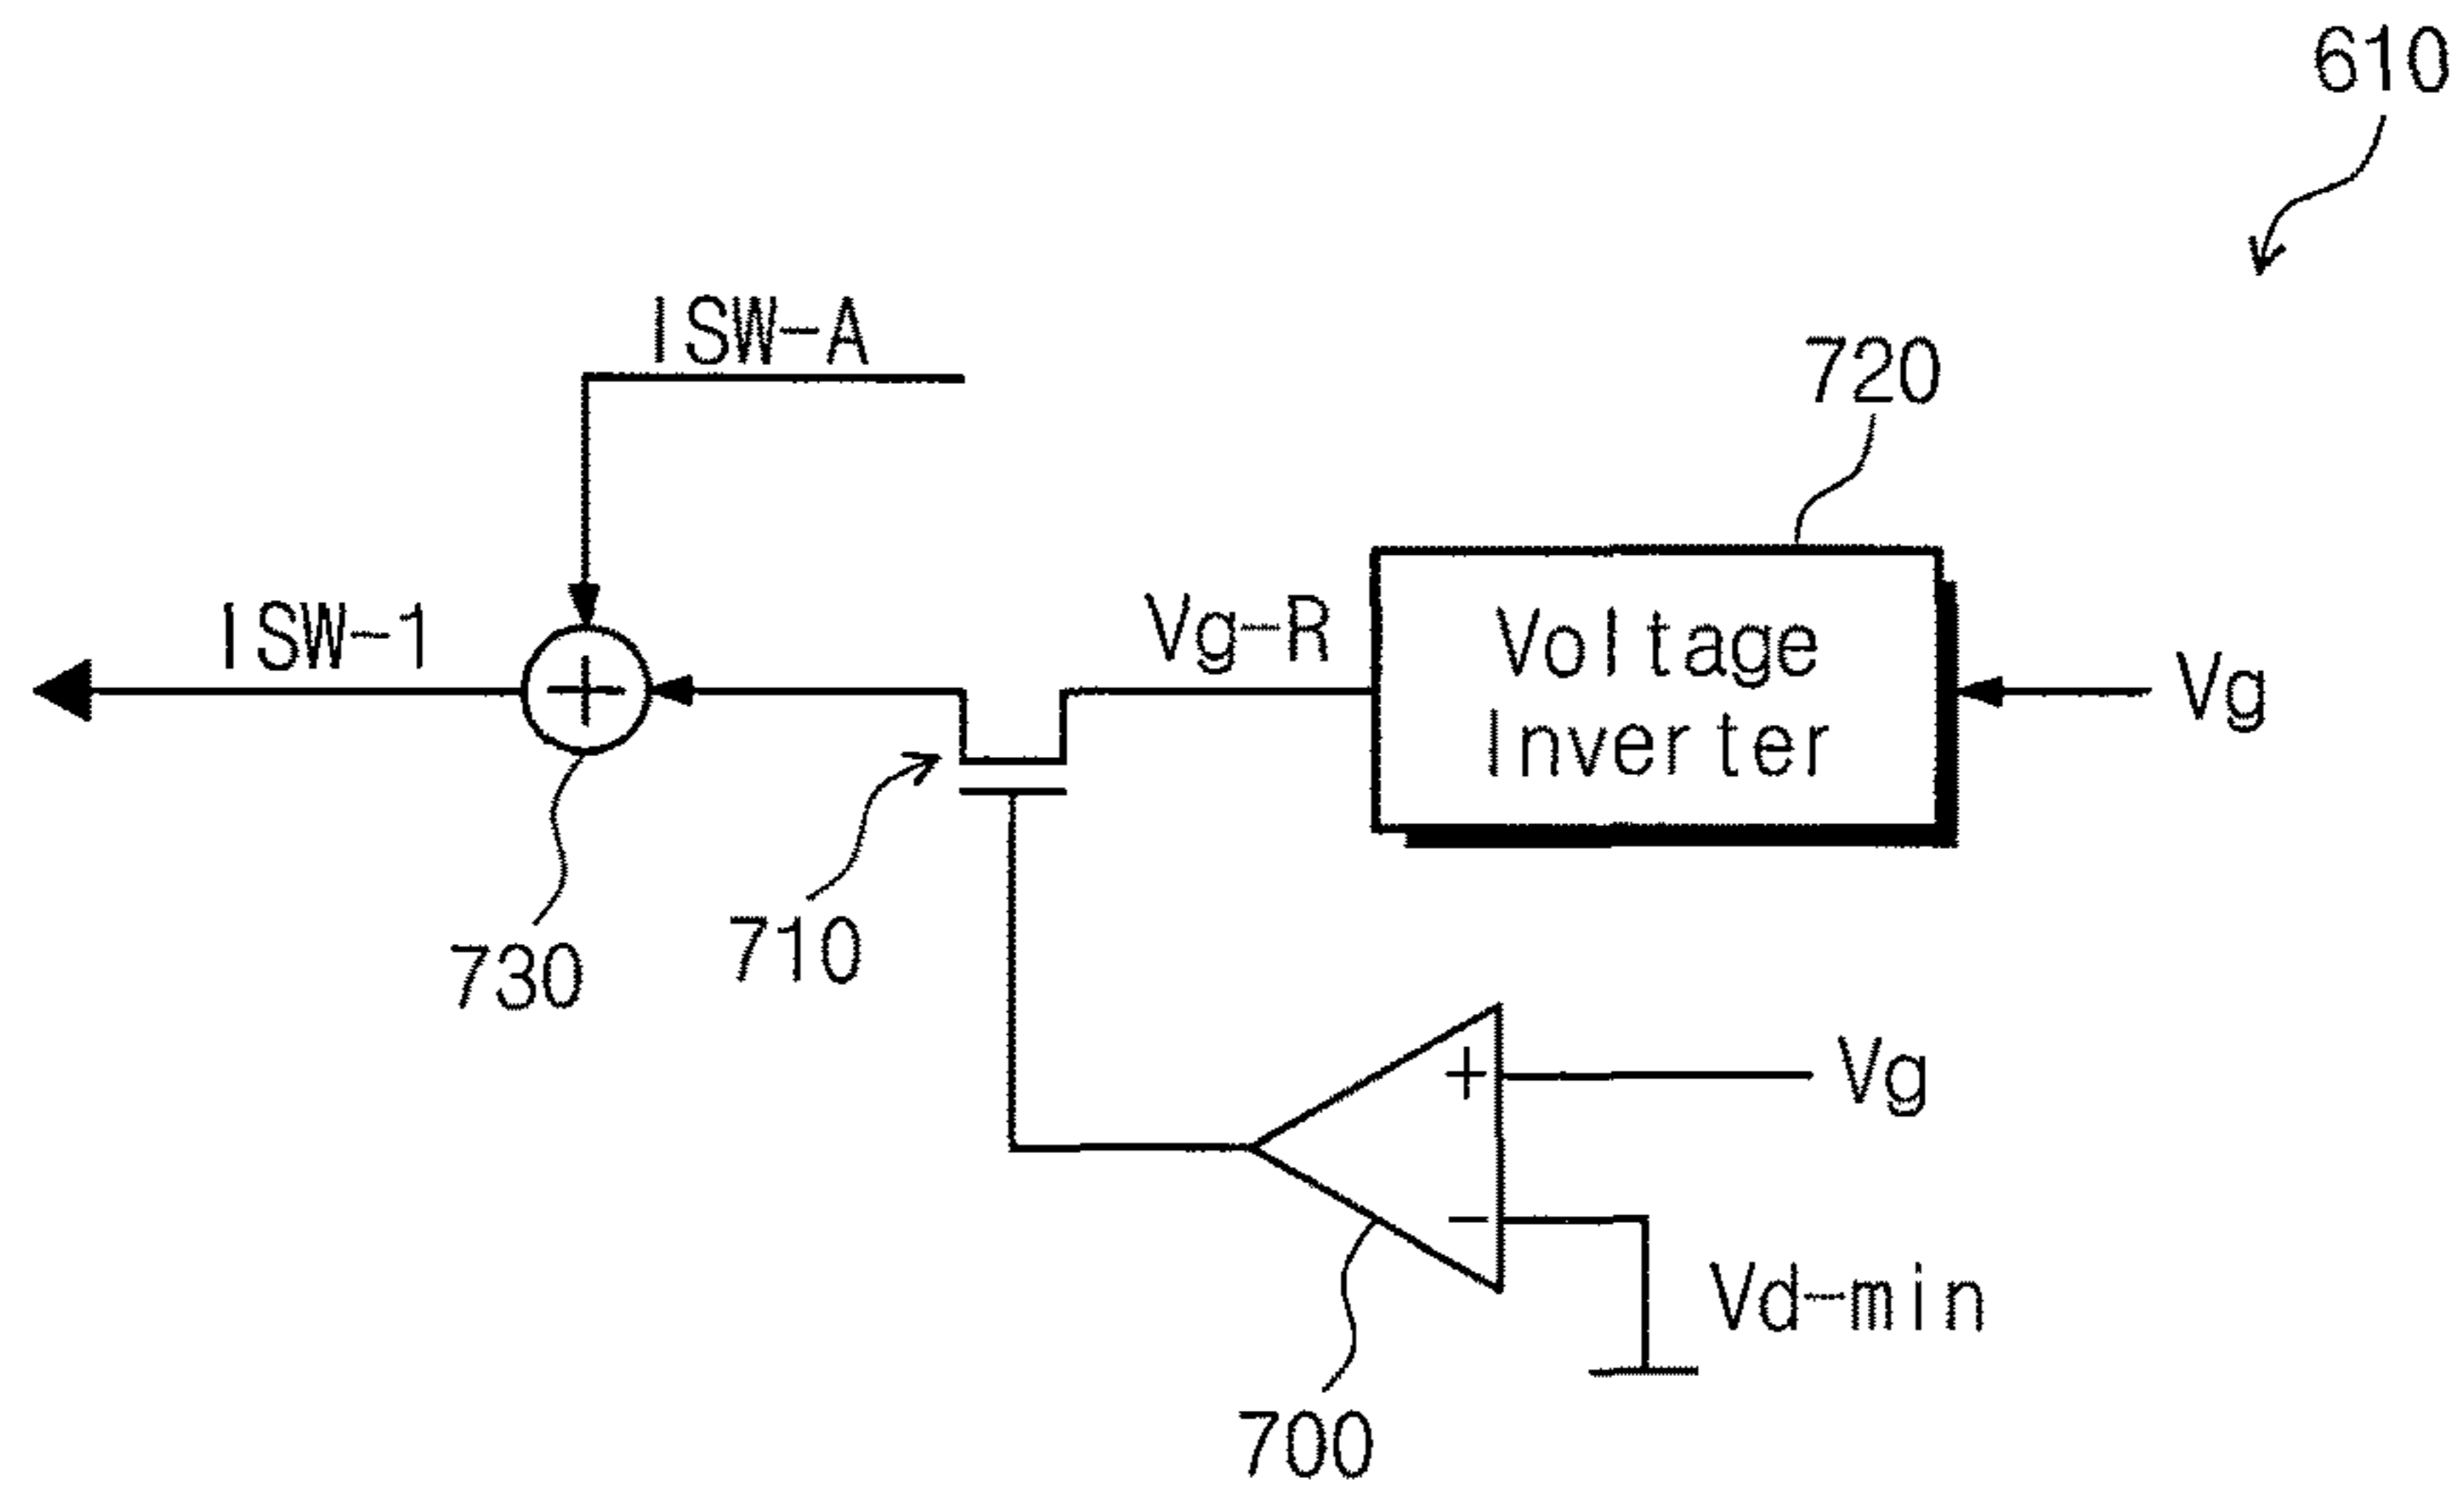 610
ISW-A
720
ISW-1
Vg-R
Voltage
Inverter
Vg
730
710
+
Vg
-
Vd-min
700